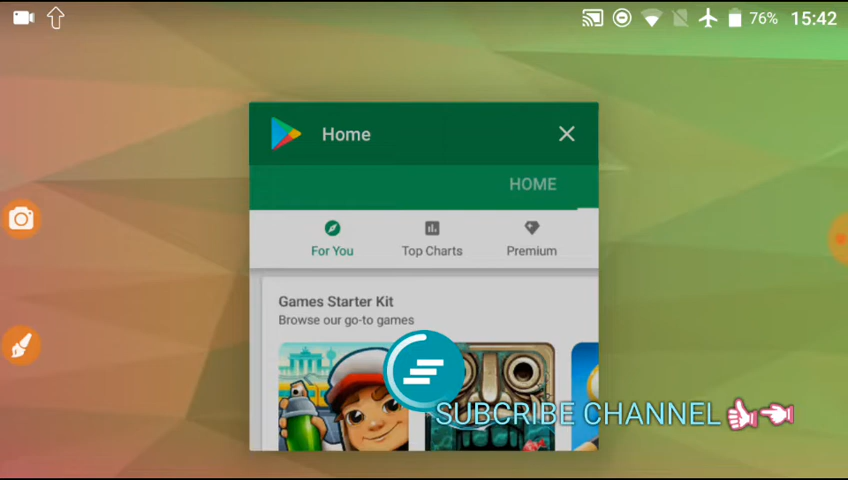 76% 15:42
Home
HOME
For You Top Charts Premium
Games Starter Kit
Browse our go-to games
SUBCRIBE CHANNEL